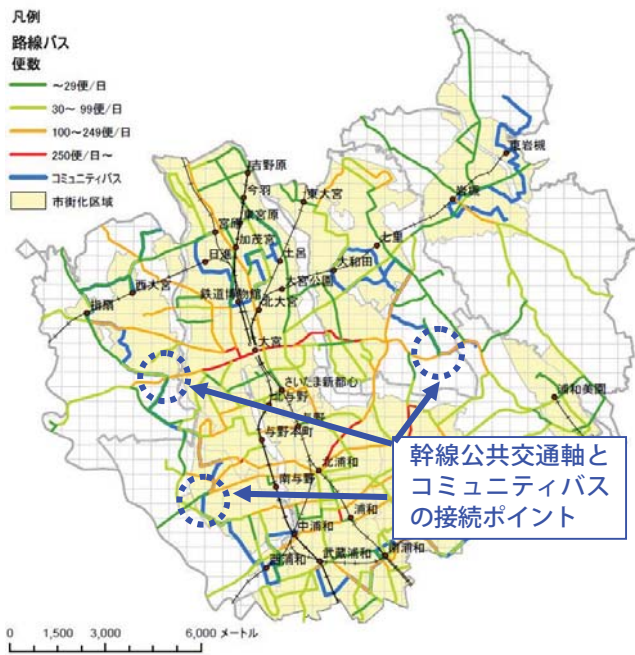 凡例
路線バス
便数
～29便/日
30～ 99便/日
100～249便/日
250便/日～
コミュニティバス
市街化区域
吉野原
今羽
東大宮
東宮原
宮原
加茂宮
土呂
日進
西大宮
指扇
鉄道博物館
大宮公園
北大宮
大和田
七里
岩槻
東岩槻
大宮
さいたま新都心
北与野
与野
与野本町
浦和美園
北浦和
南与野
浦和
中浦和
西浦和
武蔵浦和
南浦和
幹線公共交通軸と
コミュニティバス
の接続ポイント
0 1,500 3,000 6,000 メートル